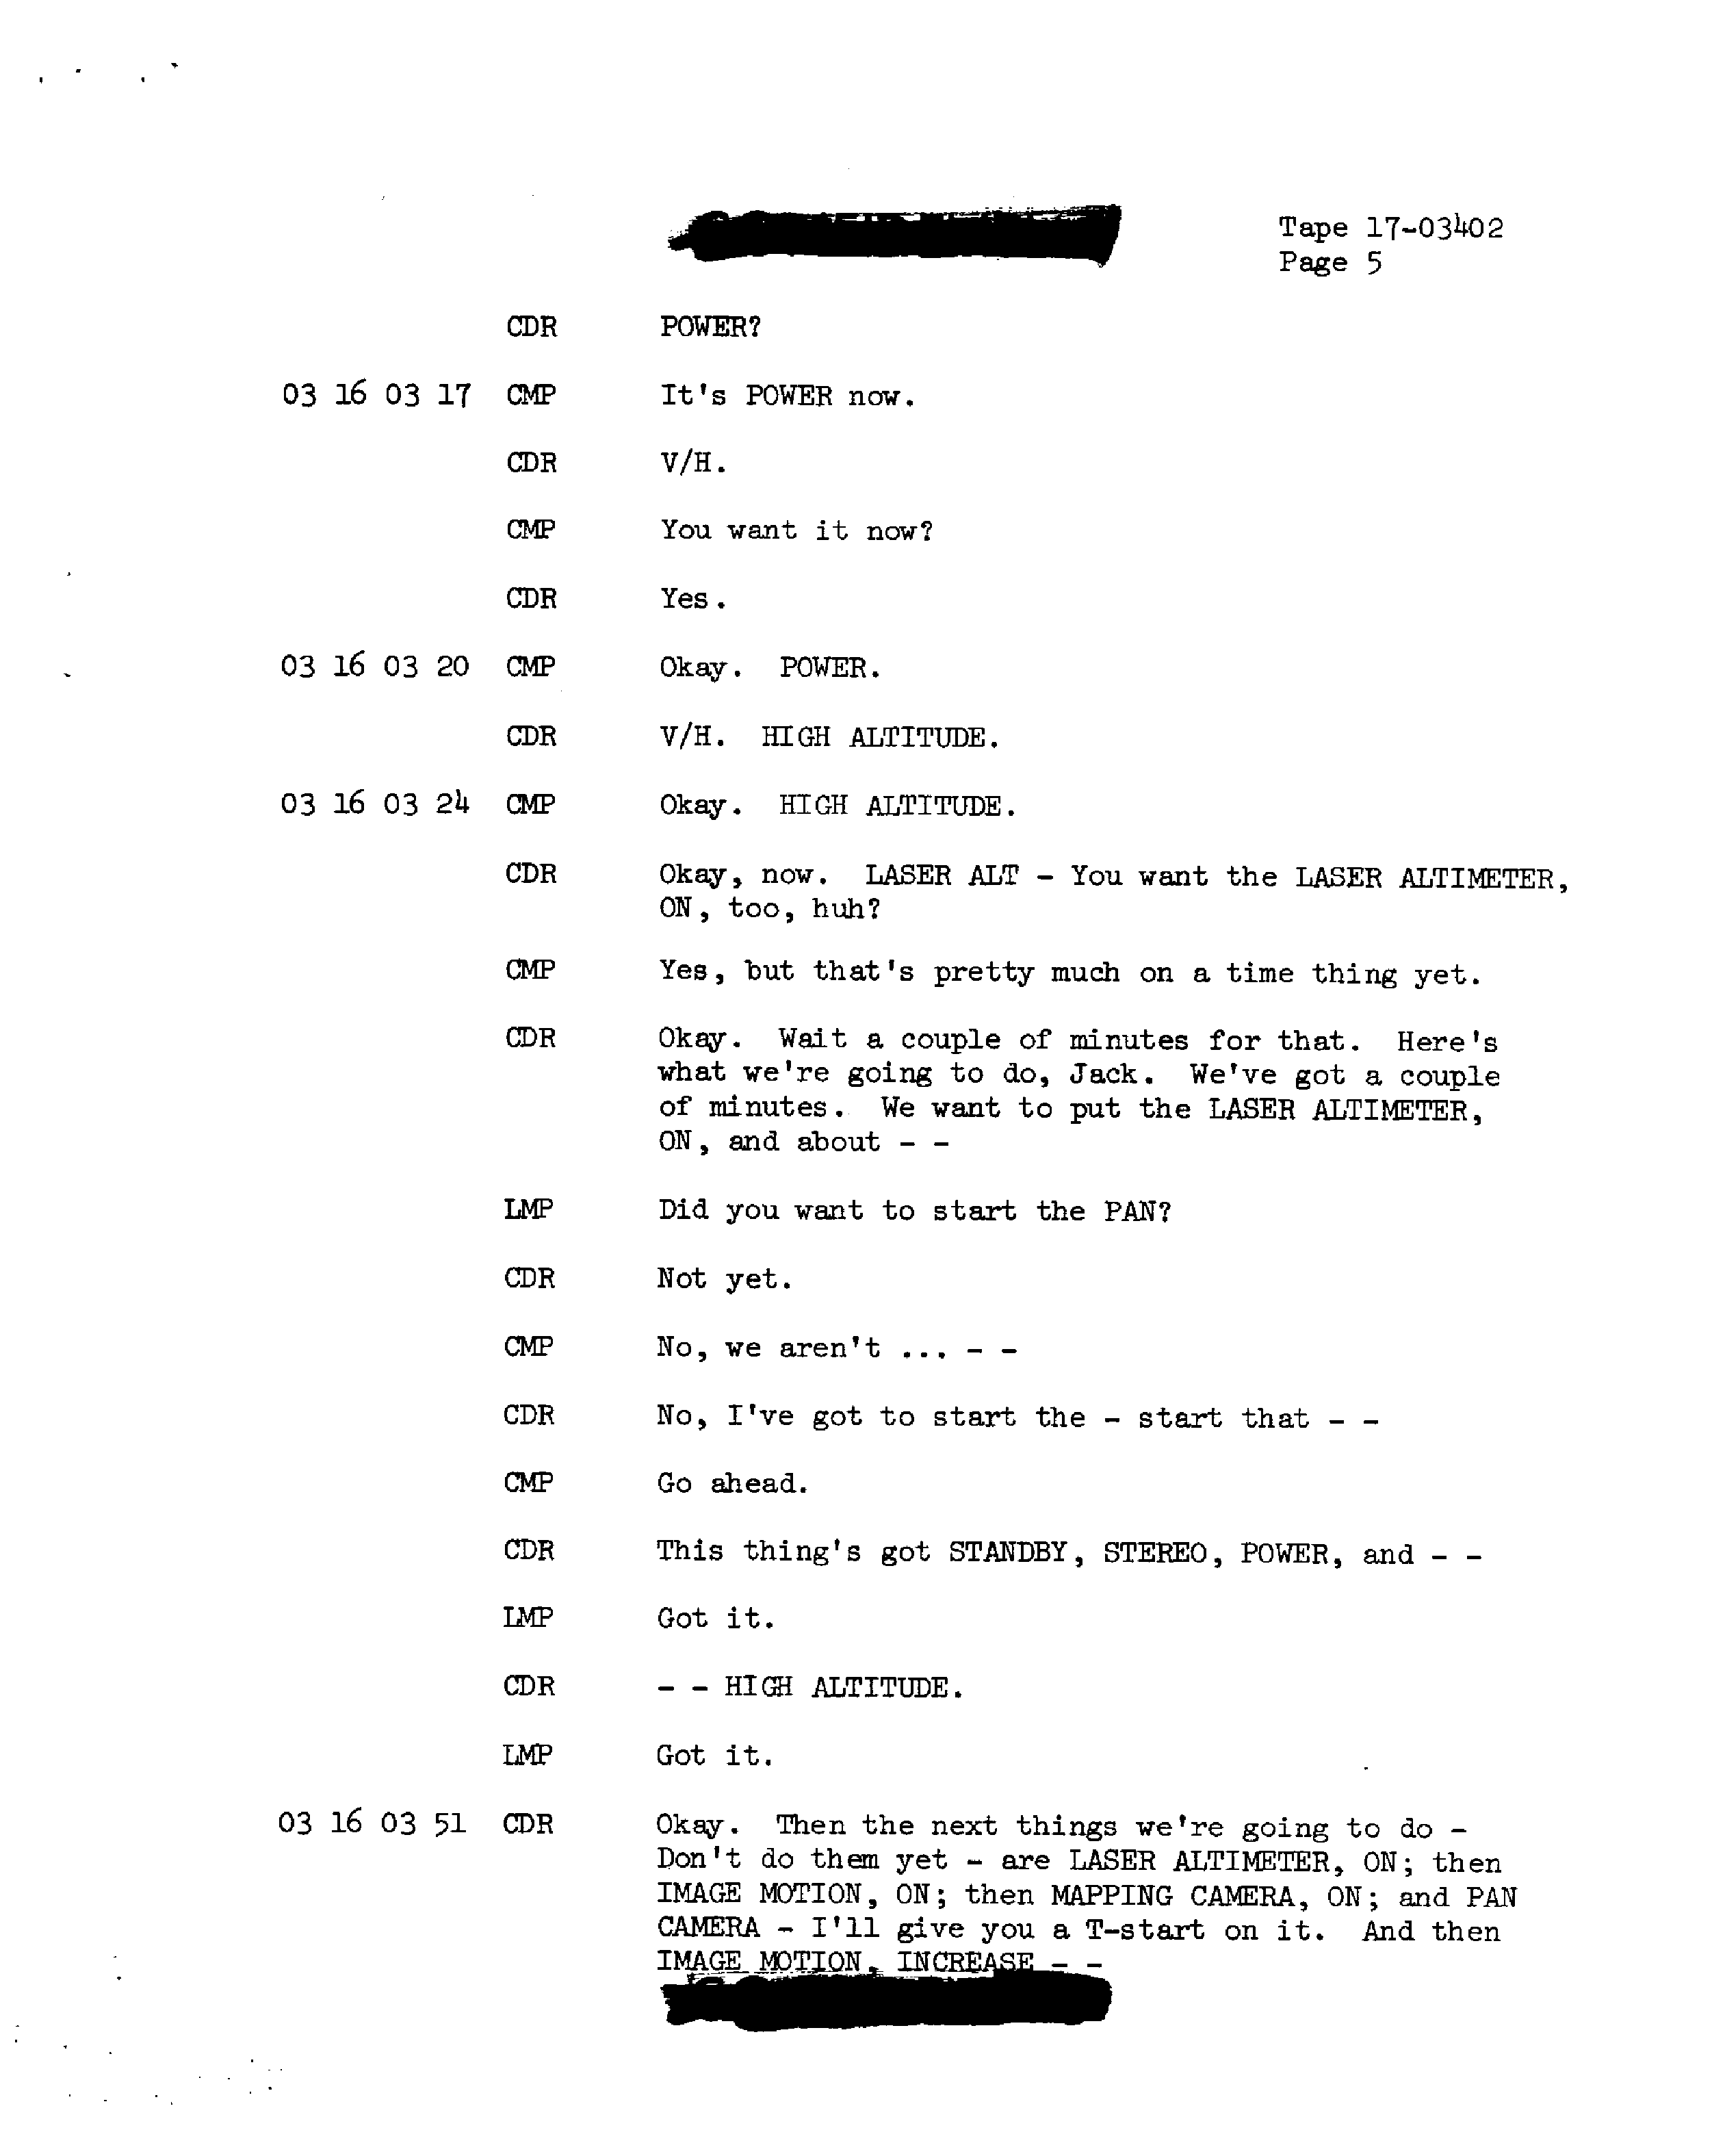 Tape 17-03402
Page 5
CDR POWER?
03 16 03 17 CMP It's POWER now.
CDR V/H.
CMP You want it now?
CDR Yes.
03 16 03 20 CMP Okay. POWER.
CDR V/H. HIGH ALTITUDE.
03 16 03 24 CMP Okay. HIGH ALTITUDE.
CDR Okay, now. LASER ALT - You want the LASER ALTIMETER,
ON, too, huh?
CMP Yes, but that's pretty much on a time thing yet.
CDR Okay. Wait a couple of minutes for that. Here's
what we're going to do, Jack. We've got a couple
of minutes. We want to put the LASER ALTIMETER,
ON, and about - -
LMP Did you want to start the PAN?
CDR Not yet.
CMP No, we aren't ... - -
CDR No, I've got to start the - start that - -
CMP Go ahead.
CDR This thing's got STANDBY, STEREO, POWER, and - -
LMP Got it.
CDR - - HIGH ALTITUDE.
LMP Got it.
03 16 03 51 CDR Okay. Then the next things we're going to do -
Don't do them yet - are LASER ALTIMETER, ON; then
IMAGE MOTION, ON; then MAPPING CAMERA, ON; and PAN
CAMERA - I'll give you a T-start on it. And then
IMAGE MOTION, INCREASE - -